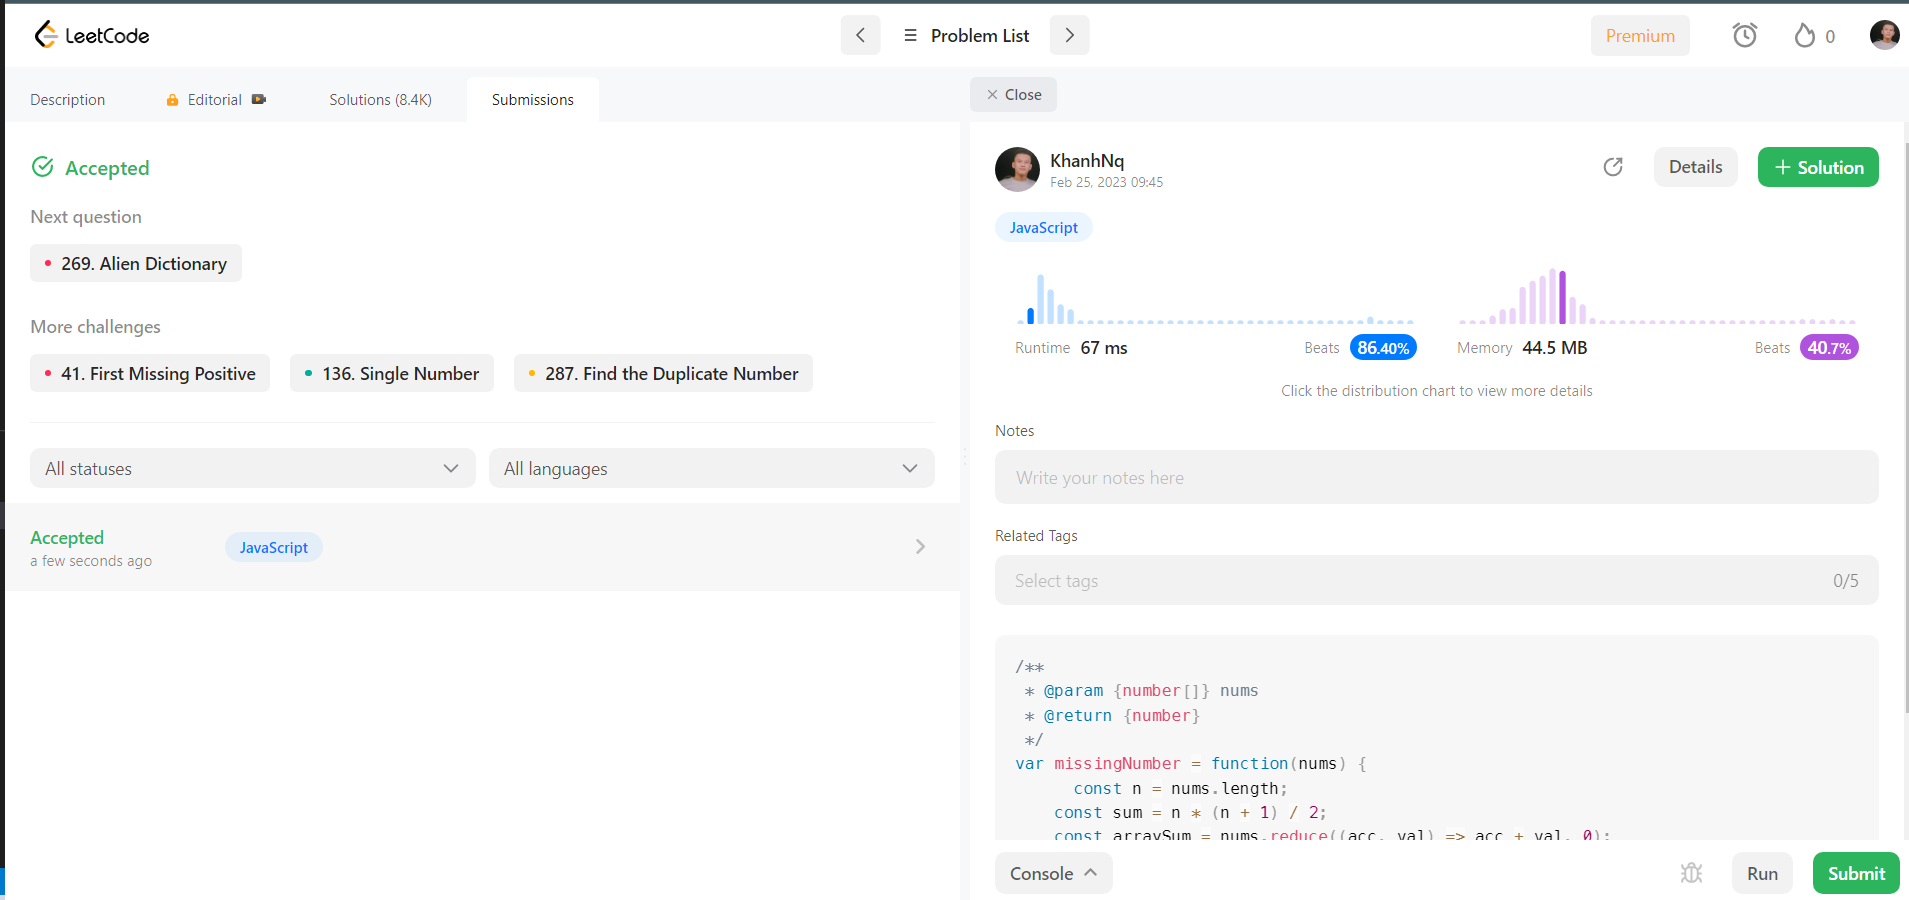 LeetCode
Problem List
Premium
0
Description
Editorial
Solutions (8.4K)
Submissions
Close
Accepted
Next question
269. Alien Dictionary
More challenges
41. First Missing Positive
136. Single Number
287. Find the Duplicate Number
All statuses
All languages
Accepted
a few seconds ago
JavaScript
KhanhNq
Feb 25, 2023 09:45
Details
+ Solution
JavaScript
Runtime 67 ms Beats 86.40%
Memory 44.5 MB Beats 40.7%
Click the distribution chart to view more details
Notes
Write your notes here
Related Tags
Select tags 0/5
/**
 * @param {number[]} nums
 * @return {number}
 */
var missingNumber = function(nums) {
      const n = nums.length;
    const sum = n * (n + 1) / 2;
    const arraySum = nums.reduce((acc, val) => acc + val, 0);
Console
Run
Submit